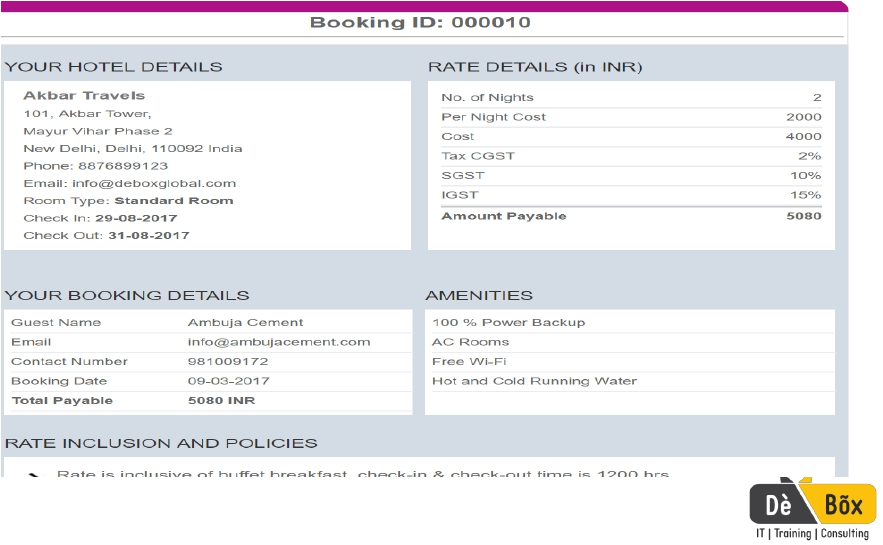 Booking ID: 000010
YOUR HOTEL DETAILS
Akbar Travels
101, Akbar Tower,
Mayur Vihar Phase 2
New Delhi, Delhi, 110092 India
Phone: 8876899123
Email: info@deboxglobal.com
Room Type: Standard Room
Check In: 29-08-2017
Check Out: 31-08-2017
RATE DETAILS (in INR)
No. of Nights 2
Per Night Cost 2000
Cost 4000
Tax CGST 2%
SGST 10%
IGST 15%
Amount Payable 5080
YOUR BOOKING DETAILS
Guest Name Ambuja Cement
Email info@ambujacement.com
Contact Number 981009172
Booking Date 09-03-2017
Total Payable 5080 INR
AMENITIES
100 % Power Backup
AC Rooms
Free Wi-Fi
Hot and Cold Running Water
RATE INCLUSION AND POLICIES
Rate is inclusive of buffet breakfast, check-in & check-out time is 1200 hrs
Dè Bõx
IT | Training | Consulting